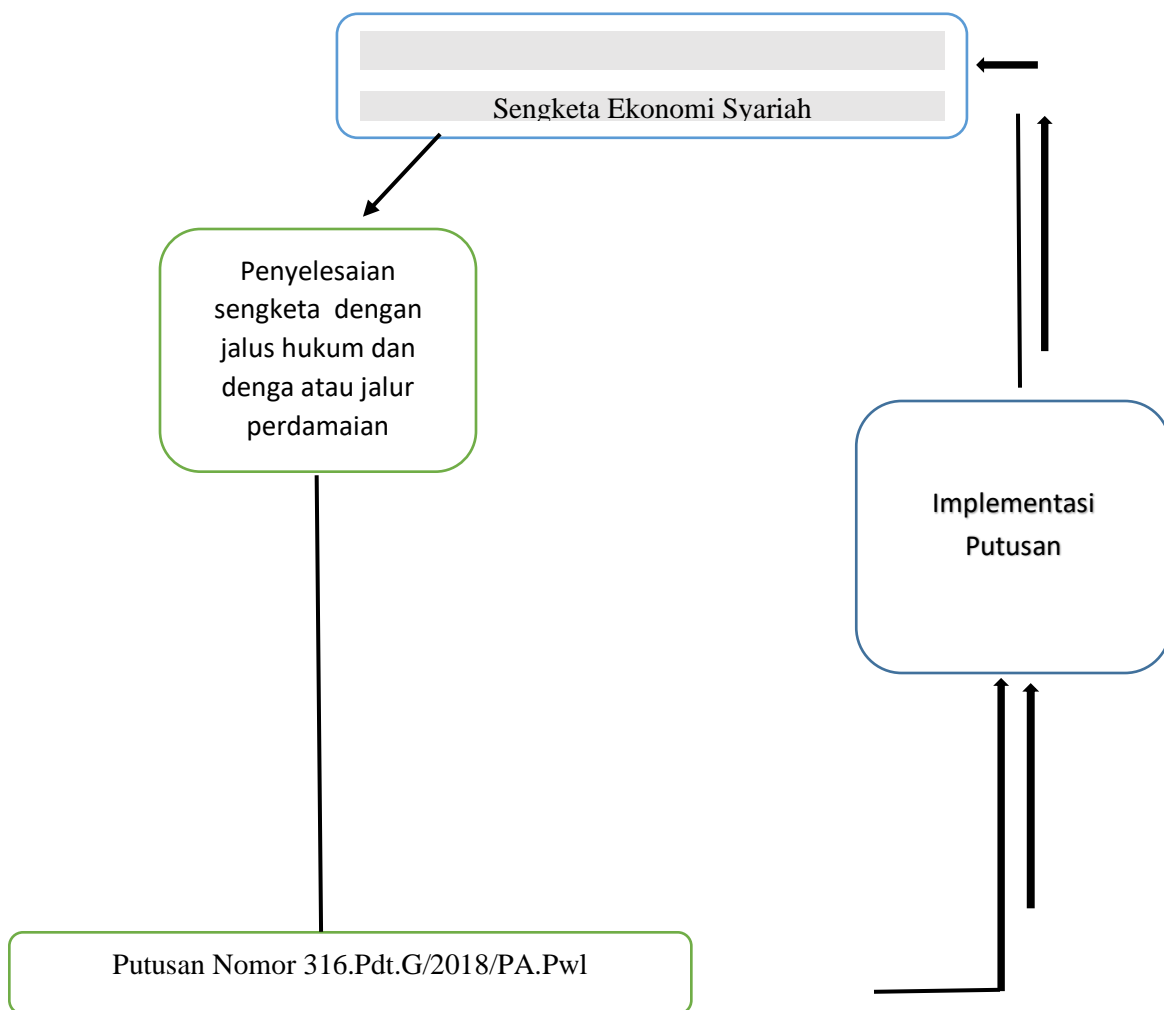 Sengketa Ekonomi Syariah
Penyelesaian
sengketa dengan
jalus hukum dan
denga atau jalur
perdamaian
Implementasi
Putusan
Putusan Nomor 316.Pdt.G/2018/PA.Pwl